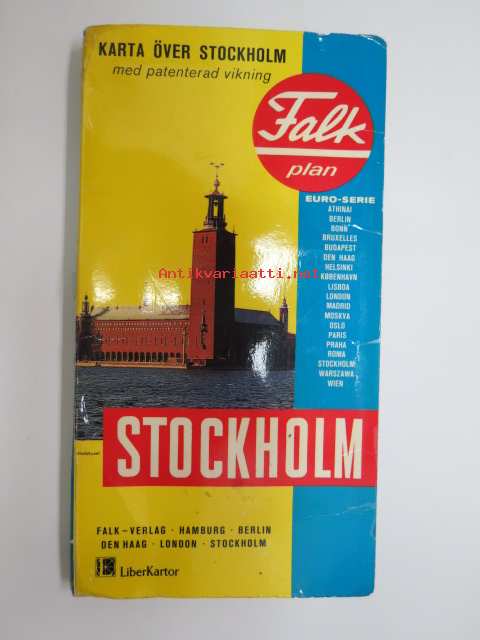 KARTA ÖVER STOCKHOLM
med patenterad vikning
Falk
plan
EURO-SERIE
ATHINAI
BERLIN
BONN
BRUXELLES
BUDAPEST
DEN HAAG
HELSINKI
KØBENHAVN
LISBOA
LONDON
MADRID
MOSKVA
OSLO
PARIS
PRAHA
ROMA
STOCKHOLM
WARSZAWA
WIEN
Antikvariaatti.net
STOCKHOLM
FALK-VERLAG · HAMBURG · BERLIN
DEN HAAG · LONDON · STOCKHOLM
LiberKartor